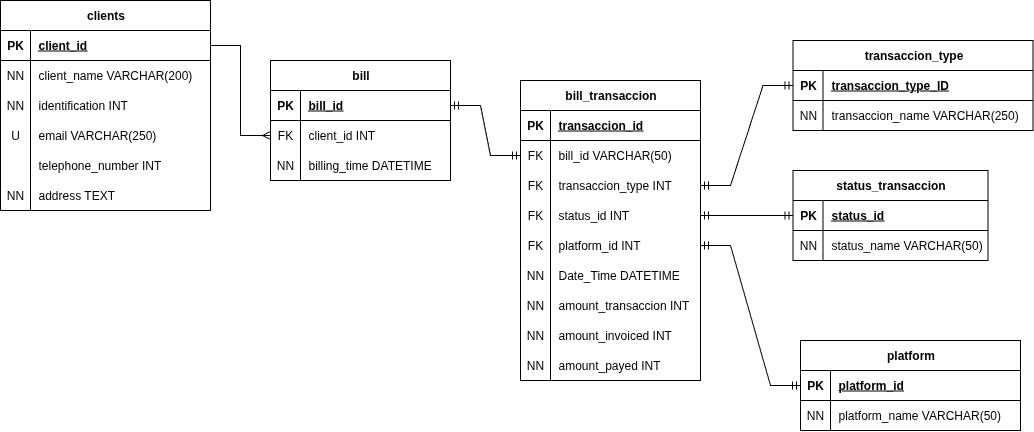 clients
PK client_id
NN client_name VARCHAR(200)
NN identification INT
U email VARCHAR(250)
telephone_number INT
NN address TEXT
bill
PK bill_id
FK client_id INT
NN billing_time DATETIME
bill_transaccion
PK transaccion_id
FK bill_id VARCHAR(50)
FK transaccion_type INT
FK status_id INT
FK platform_id INT
NN Date_Time DATETIME
NN amount_transaccion INT
NN amount_invoiced INT
NN amount_payed INT
transaccion_type
PK transaccion_type_ID
NN transaccion_name VARCHAR(250)
status_transaccion
PK status_id
NN status_name VARCHAR(50)
platform
PK platform_id
NN platform_name VARCHAR(50)